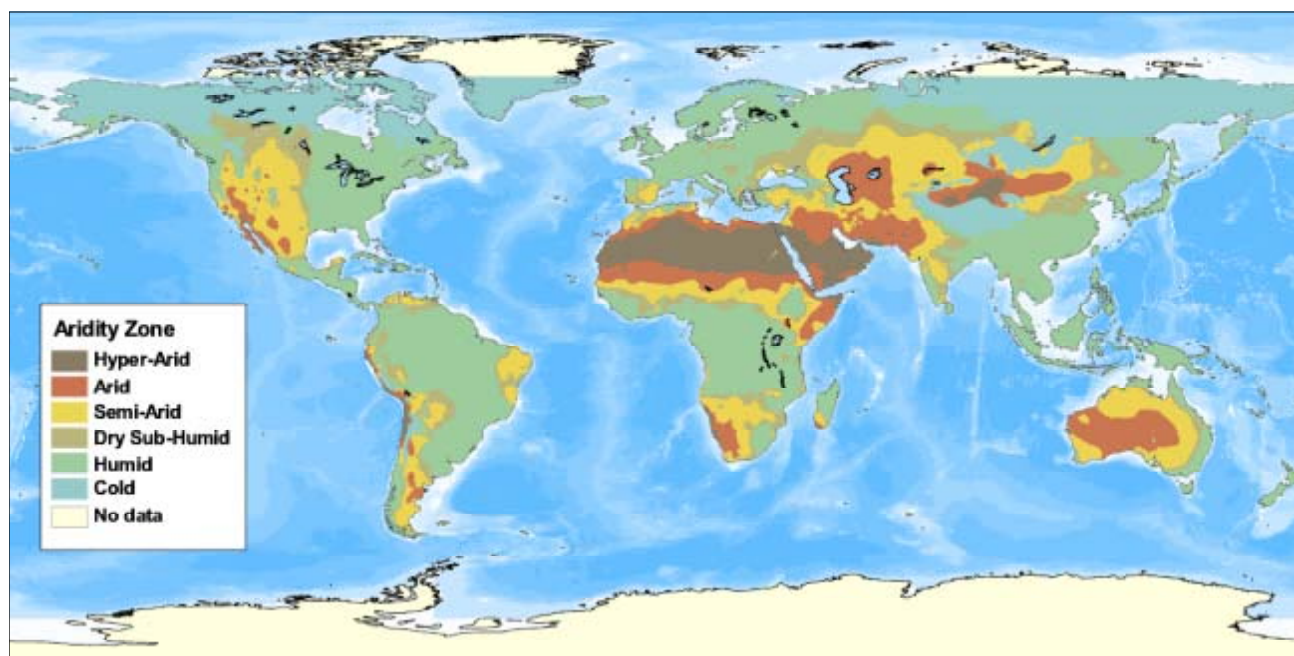 Aridity Zone
Hyper-Arid
Arid
Semi-Arid
Dry Sub-Humid
Humid
Cold
No data